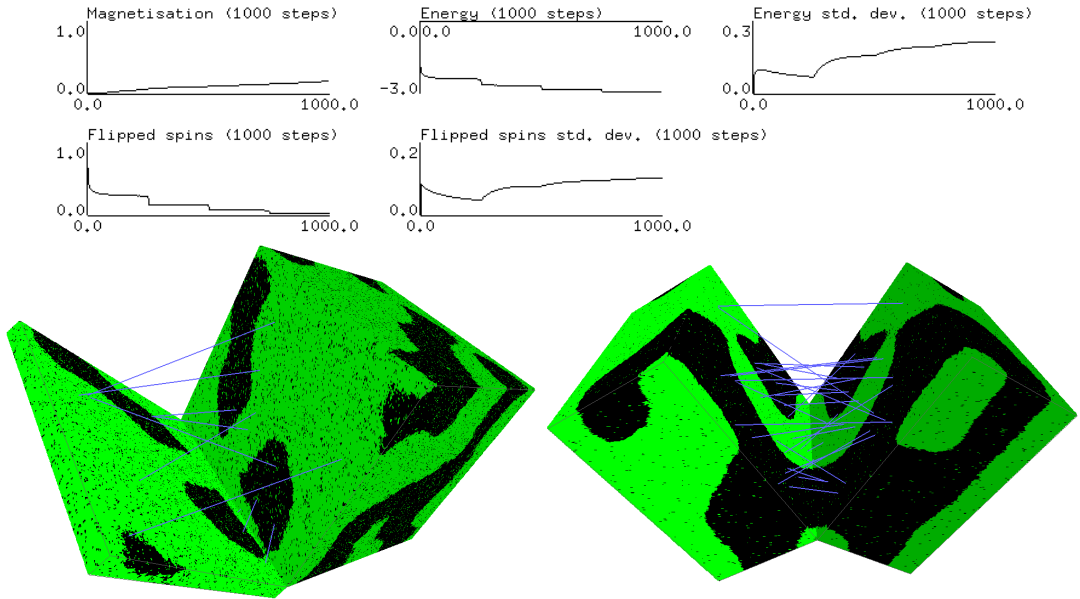 Magnetisation (1000 steps)
1.0
0.0
0.0 1000.0
Energy (1000 steps)
0.0 0.0 1000.0
-3.0
Energy std. dev. (1000 steps)
0.3
0.0
0.0 1000.0
Flipped spins (1000 steps)
1.0
0.0
0.0 1000.0
Flipped spins std. dev. (1000 steps)
0.2
0.0
0.0 1000.0